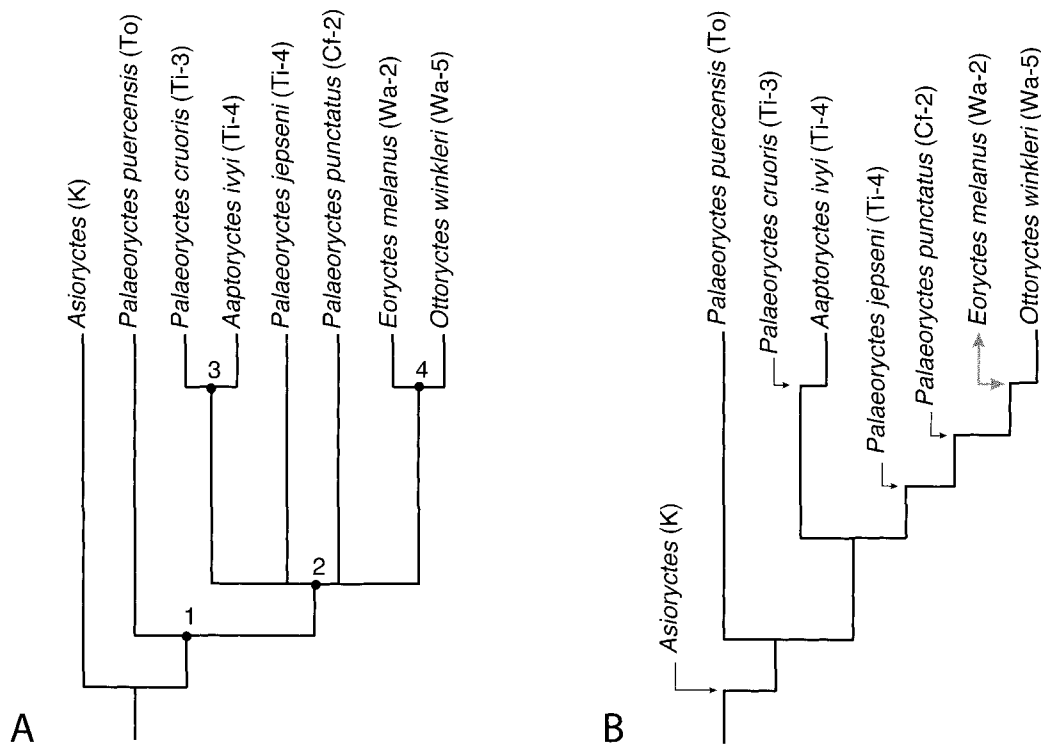 Asioryctes (K)
Palaeoryctes puercensis (To)
Palaeoryctes cruoris (Ti-3)
Aaptoryctes ivyi (Ti-4)
Palaeoryctes jepseni (Ti-4)
Palaeoryctes punctatus (Cf-2)
Eoryctes melanus (Wa-2)
Ottoryctes winkleri (Wa-5)
3
4
2
1
A
Asioryctes (K)
Palaeoryctes puercensis (To)
Palaeoryctes cruoris (Ti-3)
Aaptoryctes ivyi (Ti-4)
Palaeoryctes jepseni (Ti-4)
Palaeoryctes punctatus (Cf-2)
Eoryctes melanus (Wa-2)
Ottoryctes winkleri (Wa-5)
B